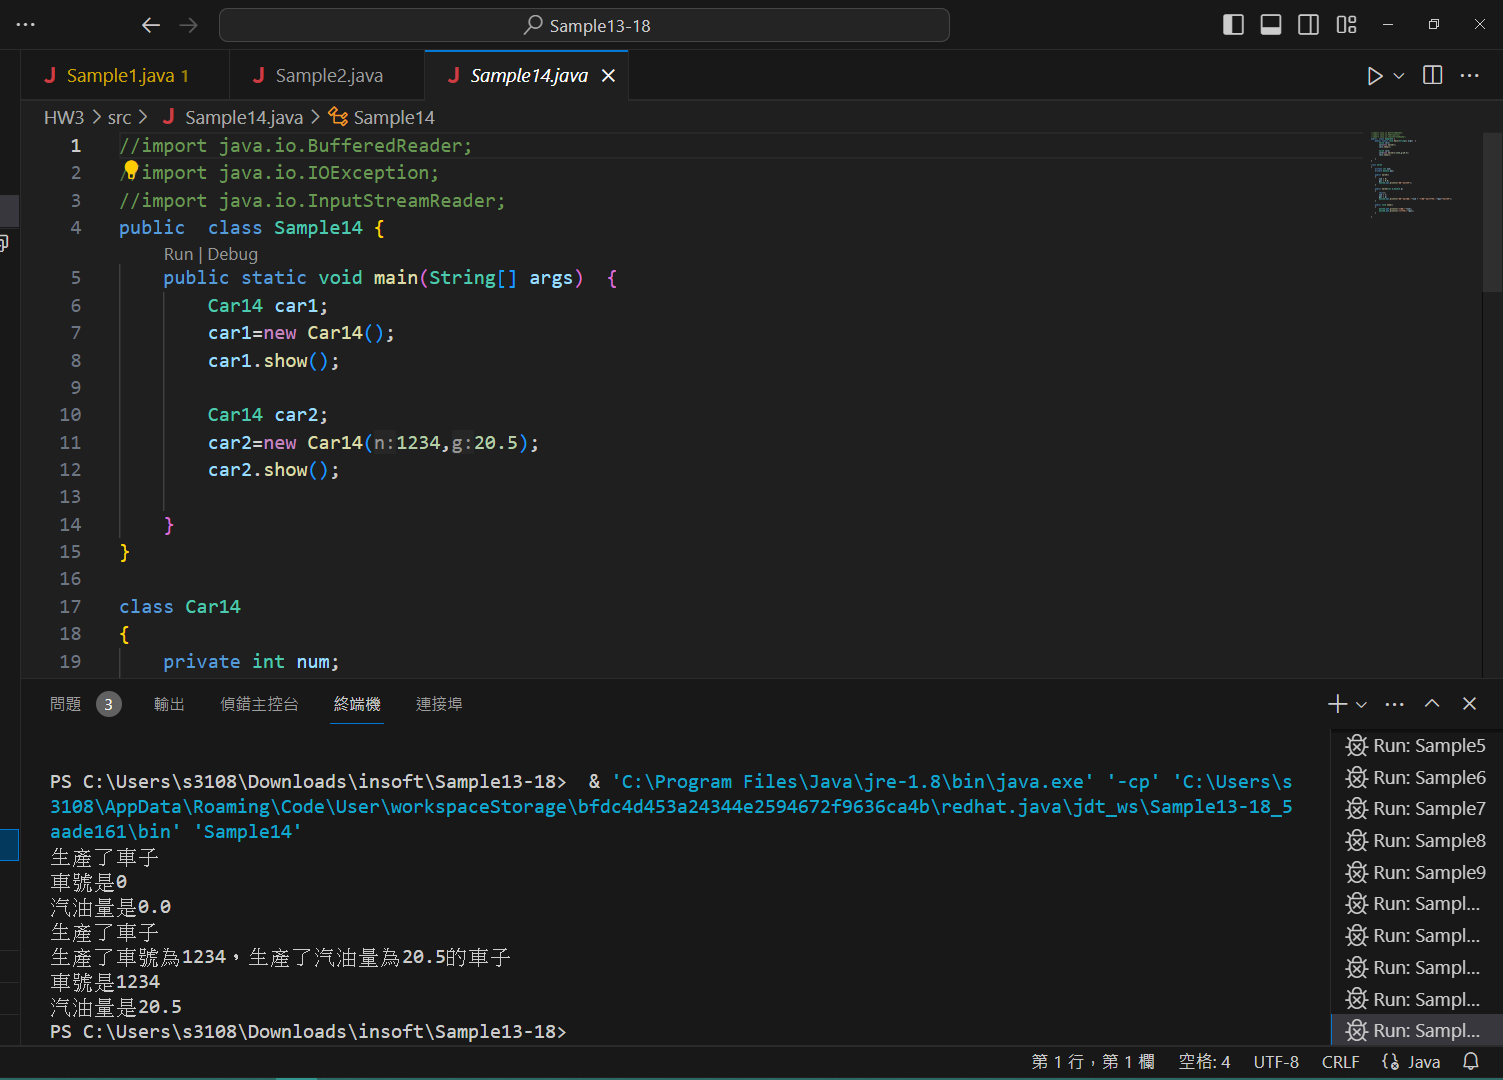 Sample13-18
Sample1.java 1
Sample2.java
Sample14.java
HW3 > src > Sample14.java > Sample14
1 //import java.io.BufferedReader;
2 //import java.io.IOException;
3 //import java.io.InputStreamReader;
4 public  class Sample14 {
Run | Debug
5 public static void main(String[] args)  {
6 Car14 car1;
7 car1=new Car14();
8 car1.show();
9
10 Car14 car2;
11 car2=new Car14(n:1234,g:20.5);
12 car2.show();
13
14 }
15 }
16
17 class Car14
18 {
19 private int num;
問題 3 輸出 偵錯主控台 終端機 連接埠
PS C:\Users\s3108\Downloads\insoft\Sample13-18>  & 'C:\Program Files\Java\jre-1.8\bin\java.exe' '-cp' 'C:\Users\s
3108\AppData\Roaming\Code\User\workspaceStorage\bfdc4d453a24344e2594672f9636ca4b\redhat.java\jdt_ws\Sample13-18_5
aade161\bin' 'Sample14'
生產了車子
車號是0
汽油量是0.0
生產了車子
生產了車號為1234，生產了汽油量為20.5的車子
車號是1234
汽油量是20.5
PS C:\Users\s3108\Downloads\insoft\Sample13-18>
Run: Sample5
Run: Sample6
Run: Sample7
Run: Sample8
Run: Sample9
Run: Sampl...
Run: Sampl...
Run: Sampl...
Run: Sampl...
Run: Sampl...
第 1 行，第 1 欄 空格: 4 UTF-8 CRLF Java